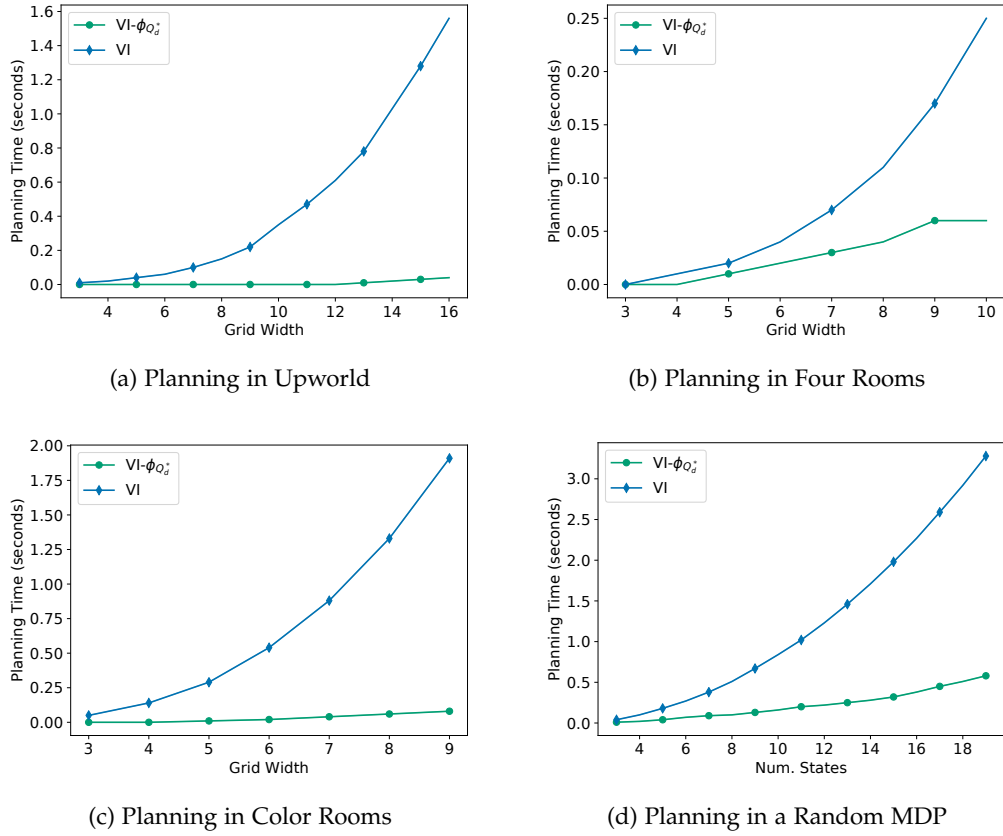 1.6
1.4
1.2
1.0
0.8
0.6
0.4
0.2
0.0
Planning Time (seconds)
VI-ϕ_{Q_d^*}
VI
4 6 8 10 12 14 16
Grid Width
(a) Planning in Upworld
0.25
0.20
0.15
0.10
0.05
0.00
Planning Time (seconds)
VI-ϕ_{Q_d^*}
VI
3 4 5 6 7 8 9 10
Grid Width
(b) Planning in Four Rooms
2.00
1.75
1.50
1.25
1.00
0.75
0.50
0.25
0.00
Planning Time (seconds)
VI-ϕ_{Q_d^*}
VI
3 4 5 6 7 8 9
Grid Width
(c) Planning in Color Rooms
3.0
2.5
2.0
1.5
1.0
0.5
0.0
Planning Time (seconds)
VI-ϕ_{Q_d^*}
VI
4 6 8 10 12 14 16 18
Num. States
(d) Planning in a Random MDP